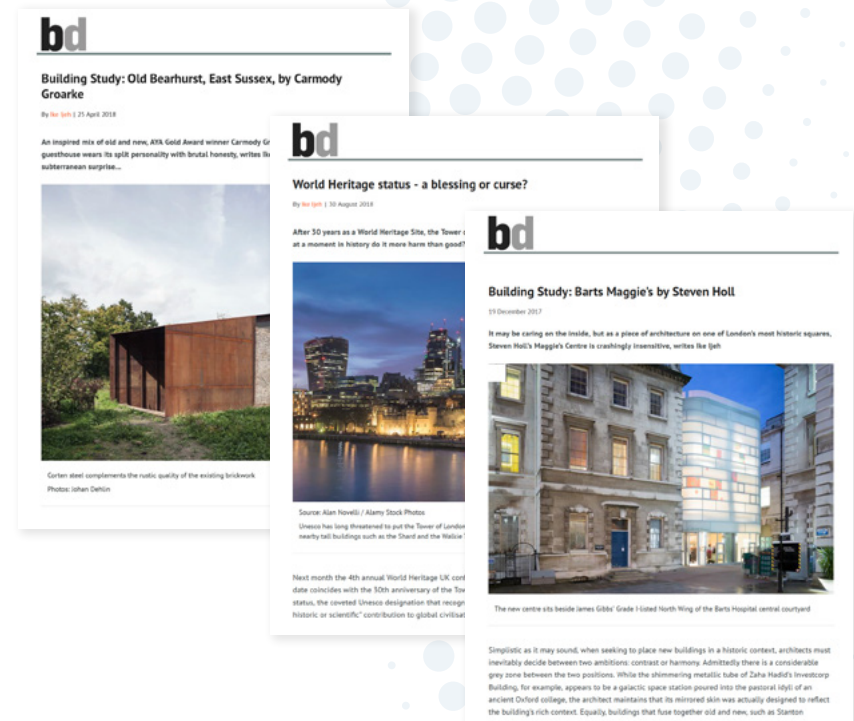 bd
Building Study: Old Bearhurst, East Sussex, by Carmody
Groarke
By Ike Ijeh | 25 April 2018
An inspired mix of old and new, AYA Gold Award winner Carmody Gr
guesthouse wears its split personality with brutal honesty, writes Ik
subterranean surprise...
Corten steel complements the rustic quality of the existing brickwork
Photos: Johan Dehlin
bd
World Heritage status - a blessing or curse?
By Ike Ijeh | 30 August 2018
After 30 years as a World Heritage Site, the Tower
at a moment in history do it more harm than good?
Source: Alan Novelli / Alamy Stock Photos
Unesco has long threatened to put the Tower of London
nearby tall buildings such as the Shard and the Walkie
Next month the 4th annual World Heritage UK conf
date coincides with the 30th anniversary of the Tow
status, the coveted Unesco designation that recogn
historic or scientific" contribution to global civilisat
bd
Building Study: Barts Maggie's by Steven Holl
19 December 2017
It may be caring on the inside, but as a piece of architecture on one of London's most historic squares,
Steven Holl's Maggie's Centre is crashingly insensitive, writes Ike Ijeh
The new centre sits beside James Gibbs' Grade I-listed North Wing of the Barts Hospital central courtyard
Simplistic as it may sound, when seeking to place new buildings in a historic context, architects must
inevitably decide between two ambitions: contrast or harmony. Admittedly there is a considerable
grey zone between the two positions. While the shimmering metallic tube of Zaha Hadid's Investcorp
Building, for example, appears to be a galactic space station poured into the pastoral idyll of an
ancient Oxford college, the architect maintains that its mirrored skin was actually designed to reflect
the building's rich context. Equally, buildings that fuse together old and new, such as Stanton